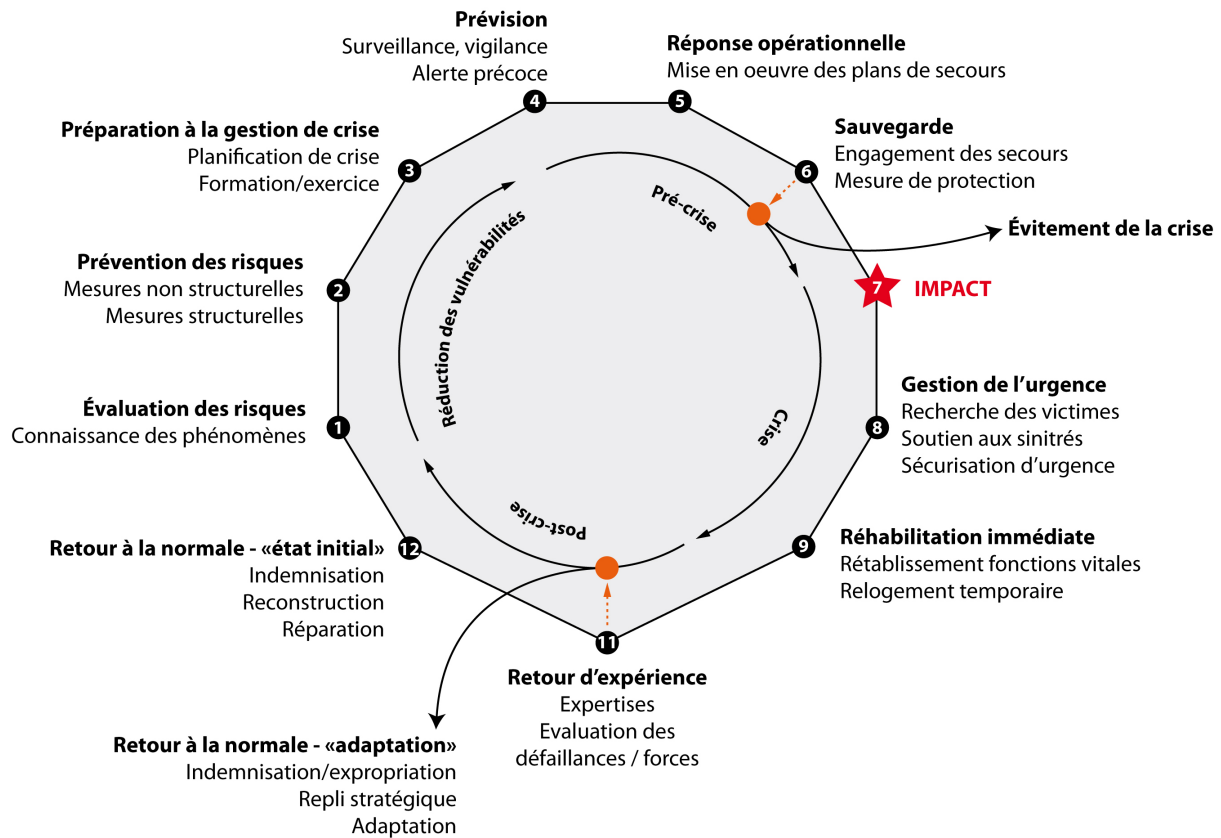 Prévision
Surveillance, vigilance
Alerte précoce
4
5
Réponse opérationnelle
Mise en oeuvre des plans de secours
Préparation à la gestion de crise
Planification de crise
Formation/exercice
3
Sauvegarde
Engagement des secours
Mesure de protection
6
Pré-crise
Évitement de la crise
Réduction des vulnérabilités
Prévention des risques
Mesures non structurelles
Mesures structurelles
2
7
IMPACT
Évaluation des risques
Connaissance des phénomènes
1
Crise
8
Gestion de l'urgence
Recherche des victimes
Soutien aux sinitrés
Sécurisation d'urgence
Post-crise
Retour à la normale - «état initial»
Indemnisation
Reconstruction
Réparation
12
9
Réhabilitation immédiate
Rétablissement fonctions vitales
Relogement temporaire
11
Retour d'expérience
Expertises
Evaluation des
défaillances / forces
Retour à la normale - «adaptation»
Indemnisation/expropriation
Repli stratégique
Adaptation